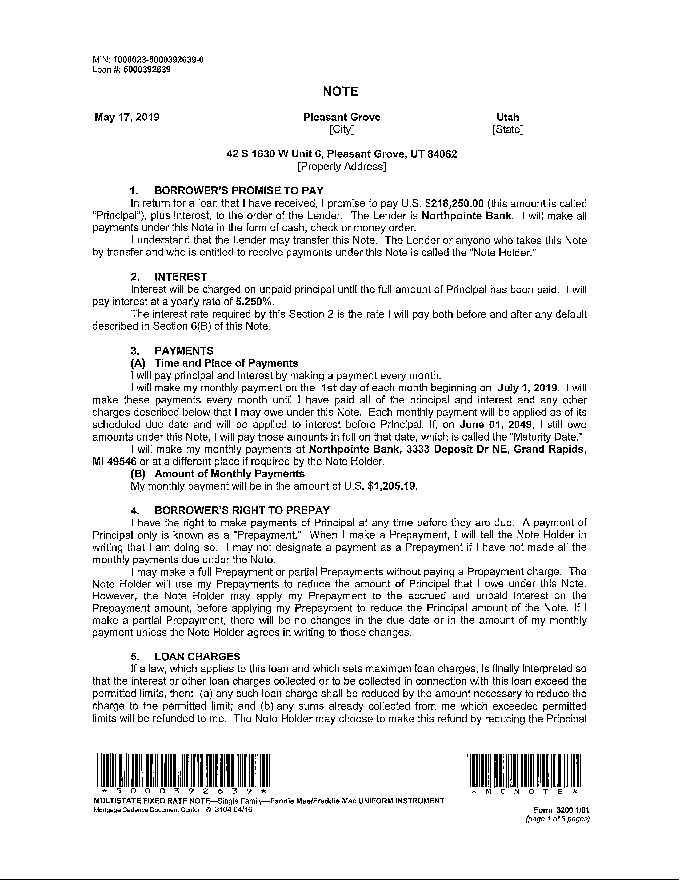 MIN: 1000023-5000392639-0
Loan #: 5000392639
NOTE
May 17, 2019 Pleasant Grove Utah
[City] [State]
42 S 1630 W Unit 6, Pleasant Grove, UT 84062
[Property Address]
1. BORROWER'S PROMISE TO PAY
In return for a loan that I have received, I promise to pay U.S. $218,250.00 (this amount is called
"Principal"), plus interest, to the order of the Lender. The Lender is Northpointe Bank. I will make all
payments under this Note in the form of cash, check or money order.
I understand that the Lender may transfer this Note. The Lender or anyone who takes this Note
by transfer and who is entitled to receive payments under this Note is called the "Note Holder."
2. INTEREST
Interest will be charged on unpaid principal until the full amount of Principal has been paid. I will
pay interest at a yearly rate of 5.250%.
The interest rate required by this Section 2 is the rate I will pay both before and after any default
described in Section 6(B) of this Note.
3. PAYMENTS
(A) Time and Place of Payments
I will pay principal and interest by making a payment every month.
I will make my monthly payment on the 1st day of each month beginning on July 1, 2019. I will
make these payments every month until I have paid all of the principal and interest and any other
charges described below that I may owe under this Note. Each monthly payment will be applied as of its
scheduled due date and will be applied to interest before Principal. If, on June 01, 2049, I still owe
amounts under this Note, I will pay those amounts in full on that date, which is called the "Maturity Date."
I will make my monthly payments at Northpointe Bank, 3333 Deposit Dr NE, Grand Rapids,
MI 49546 or at a different place if required by the Note Holder.
(B) Amount of Monthly Payments
My monthly payment will be in the amount of U.S. $1,205.19.
4. BORROWER'S RIGHT TO PREPAY
I have the right to make payments of Principal at any time before they are due. A payment of
Principal only is known as a "Prepayment." When I make a Prepayment, I will tell the Note Holder in
writing that I am doing so. I may not designate a payment as a Prepayment if I have not made all the
monthly payments due under the Note.
I may make a full Prepayment or partial Prepayments without paying a Prepayment charge. The
Note Holder will use my Prepayments to reduce the amount of Principal that I owe under this Note.
However, the Note Holder may apply my Prepayment to the accrued and unpaid interest on the
Prepayment amount, before applying my Prepayment to reduce the Principal amount of the Note. If I
make a partial Prepayment, there will be no changes in the due date or in the amount of my monthly
payment unless the Note Holder agrees in writing to those changes.
5. LOAN CHARGES
If a law, which applies to this loan and which sets maximum loan charges, is finally interpreted so
that the interest or other loan charges collected or to be collected in connection with this loan exceed the
permitted limits, then: (a) any such loan charge shall be reduced by the amount necessary to reduce the
charge to the permitted limit; and (b) any sums already collected from me which exceeded permitted
limits will be refunded to me. The Note Holder may choose to make this refund by reducing the Principal
* 5 0 0 0 3 9 2 6 3 9 * * M C N O T E *
MULTISTATE FIXED RATE NOTE—Single Family—Fannie Mae/Freddie Mac UNIFORM INSTRUMENT
Mortgage Cadence Document Center © 3104 04/16 Form 3200 1/01
(page 1 of 3 pages)